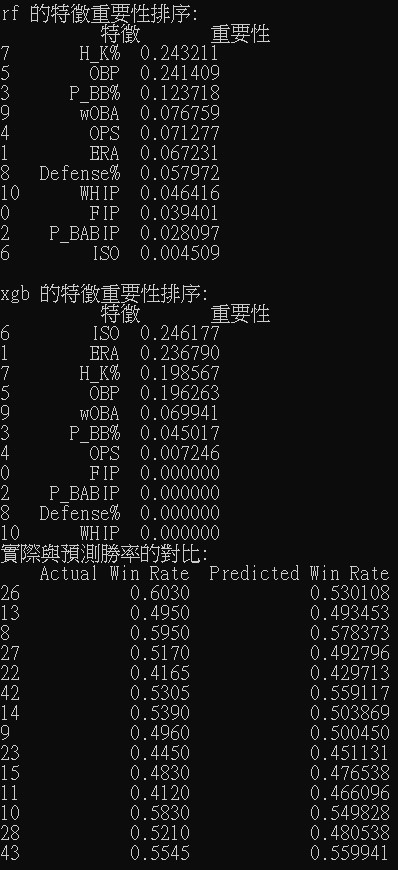 rf 的特徵重要性排序:
特徵 重要性
7 H_K% 0.243211
5 OBP 0.241409
3 P_BB% 0.123718
9 wOBA 0.076759
4 OPS 0.071277
1 ERA 0.067231
8 Defense% 0.057972
10 WHIP 0.046416
0 FIP 0.039401
2 P_BABIP 0.028097
6 ISO 0.004509
xgb 的特徵重要性排序:
特徵 重要性
6 ISO 0.246177
1 ERA 0.236790
7 H_K% 0.198567
5 OBP 0.196263
9 wOBA 0.069941
3 P_BB% 0.045017
4 OPS 0.007246
0 FIP 0.000000
2 P_BABIP 0.000000
8 Defense% 0.000000
10 WHIP 0.000000
實際與預測勝率的對比:
Actual Win Rate Predicted Win Rate
26 0.6030 0.530108
13 0.4950 0.493453
8 0.5950 0.578373
27 0.5170 0.492796
22 0.4165 0.429713
42 0.5305 0.559117
14 0.5390 0.503869
9 0.4960 0.500450
23 0.4450 0.451131
15 0.4830 0.476538
11 0.4120 0.466096
10 0.5830 0.549828
28 0.5210 0.480538
43 0.5545 0.559941